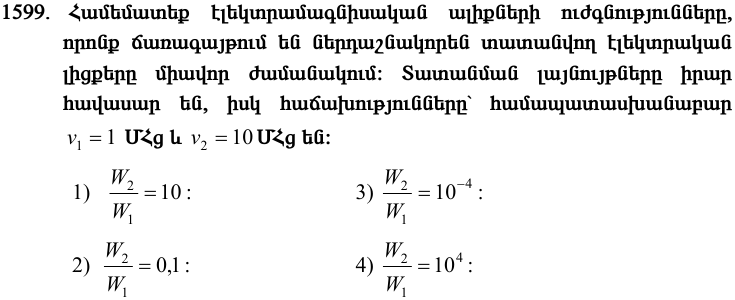 1599. Համեմատեք էլեկտրամագնիսական ալիքների ուժգնությունները,
որոնք ճառագայթում են ներդաշնակորեն տատանվող էլեկտրական
լիցքերը միավոր ժամանակում: Տատանման լայնույթները իրար
հավասար են, իսկ հաճախությունները՝ համապատասխանաբար
ν₁ = 1 ՄՀց և ν₂ = 10 ՄՀց են:
1) W₂/W₁ = 10 : 3) W₂/W₁ = 10⁻⁴ :
2) W₂/W₁ = 0,1 : 4) W₂/W₁ = 10⁴ :